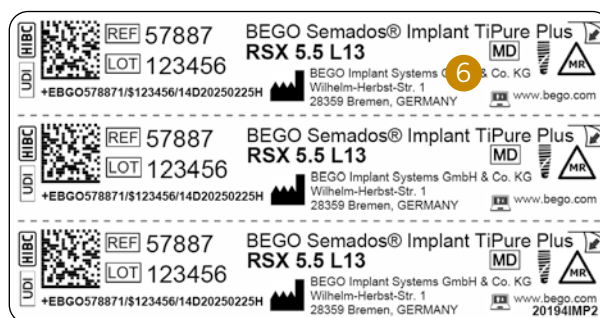 HIBC
UDI
REF 57887
LOT 123456
+EBGO578871/$123456/14D20250225H
BEGO Semados® Implant TiPure Plus
RSX 5.5 L13
MD
MR
6
BEGO Implant Systems G & Co. KG
Wilhelm-Herbst-Str. 1
28359 Bremen, GERMANY
www.bego.com
HIBC
UDI
REF 57887
LOT 123456
+EBGO578871/$123456/14D20250225H
BEGO Semados® Implant TiPure Plus
RSX 5.5 L13
MD
MR
BEGO Implant Systems GmbH & Co. KG
Wilhelm-Herbst-Str. 1
28359 Bremen, GERMANY
www.bego.com
HIBC
UDI
REF 57887
LOT 123456
+EBGO578871/$123456/14D20250225H
BEGO Semados® Implant TiPure Plus
RSX 5.5 L13
MD
MR
BEGO Implant Systems GmbH & Co. KG
Wilhelm-Herbst-Str. 1
28359 Bremen, GERMANY
www.bego.com
20194IMP2